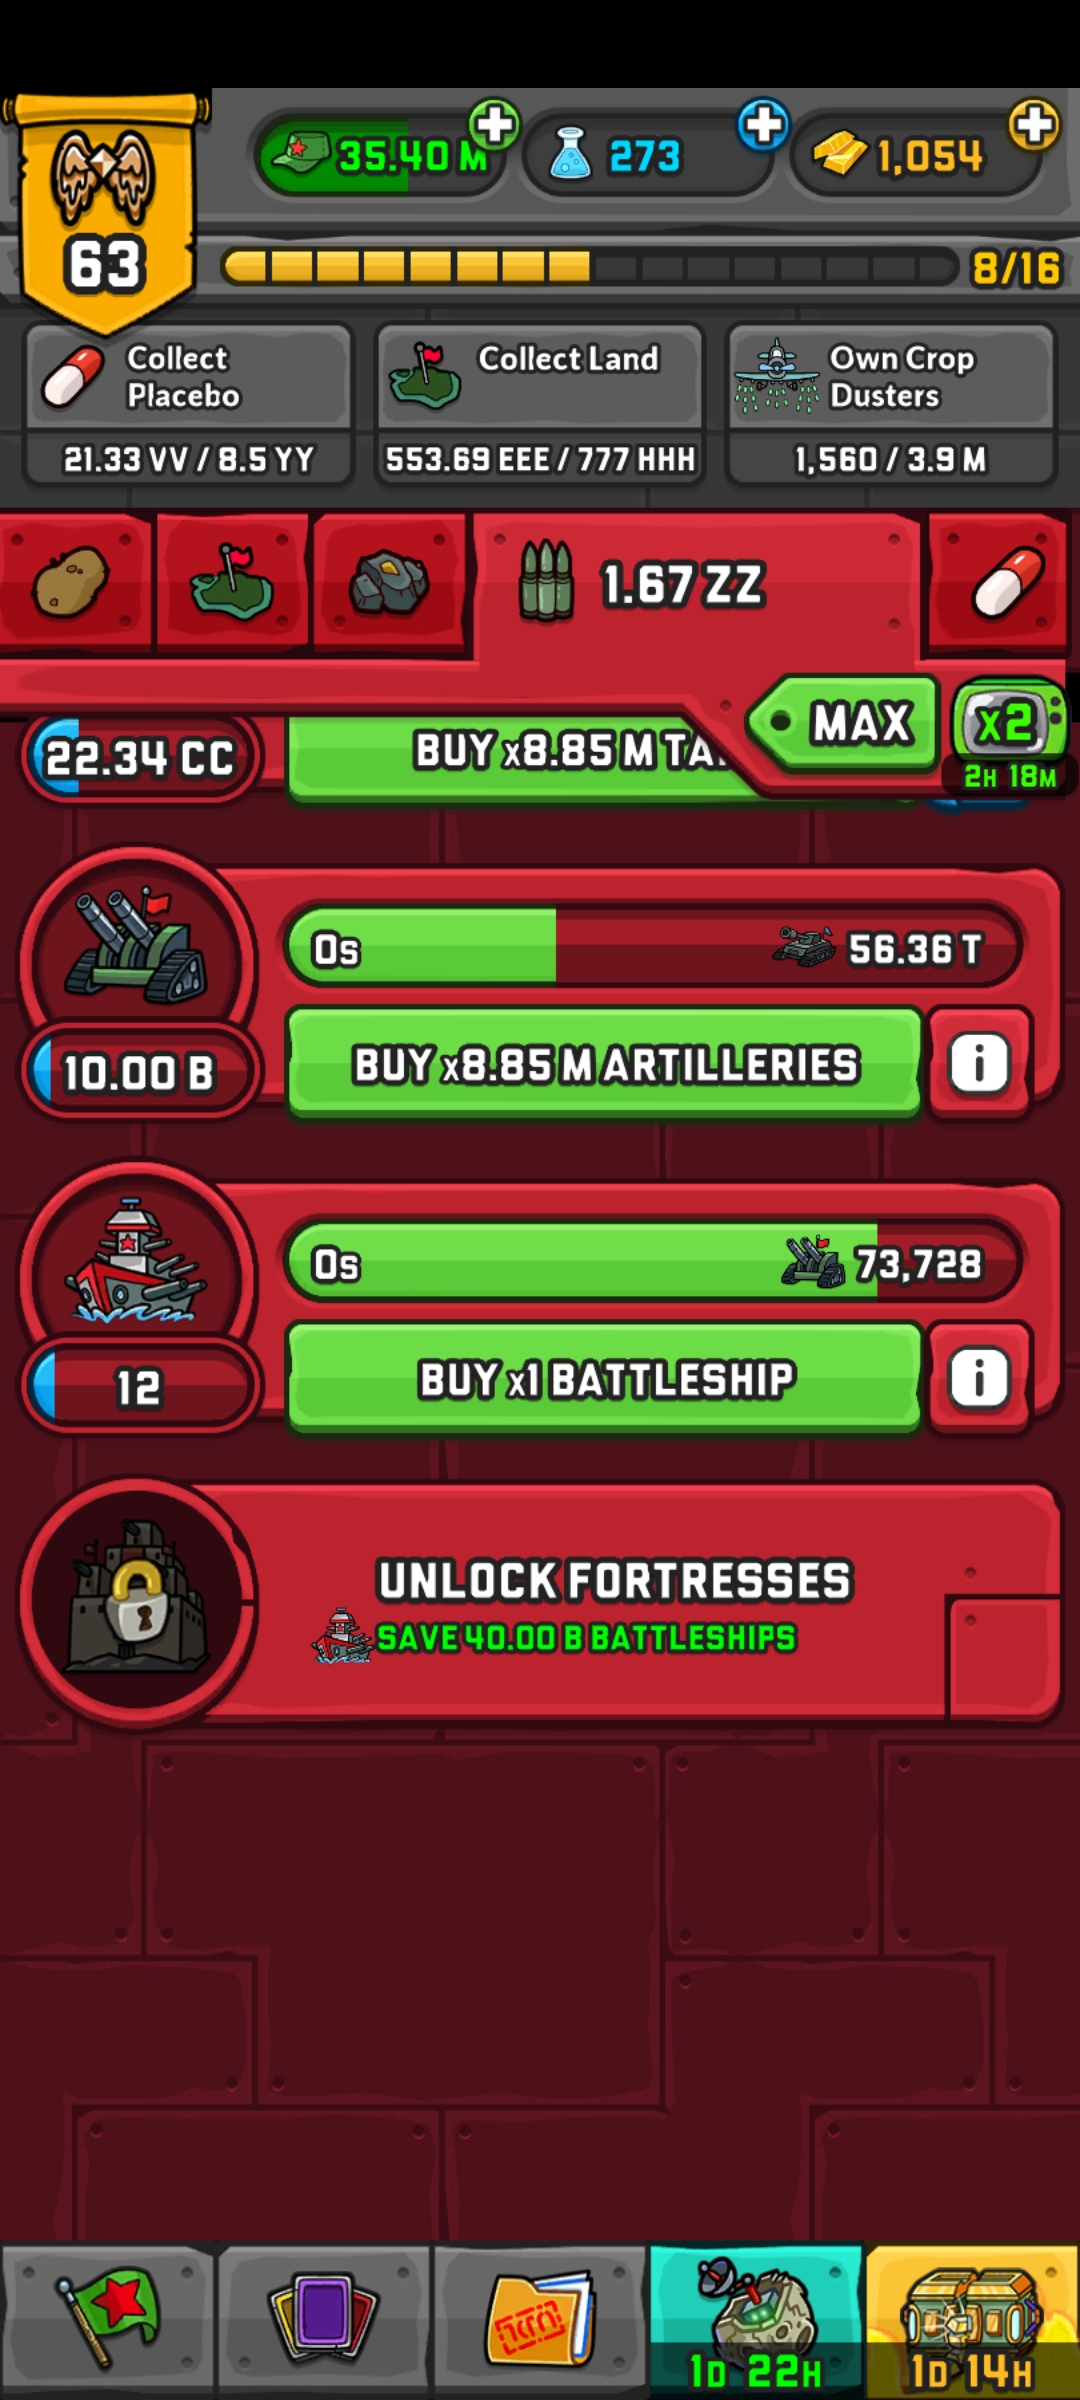 35.40 M
273
1,054
63
8/16
Collect
Placebo
21.33 VV / 8.5 YY
Collect Land
553.69 EEE / 777 HHH
Own Crop
Dusters
1,560 / 3.9 M
1.67 ZZ
MAX
x2
2H 18M
22.34 CC
BUY x8.85 M TA
0s
56.36 T
10.00 B
BUY x8.85 M ARTILLERIES
i
0s
73,728
12
BUY x1 BATTLESHIP
i
UNLOCK FORTRESSES
SAVE 40.00 B BATTLESHIPS
1D 22H
1D 14H